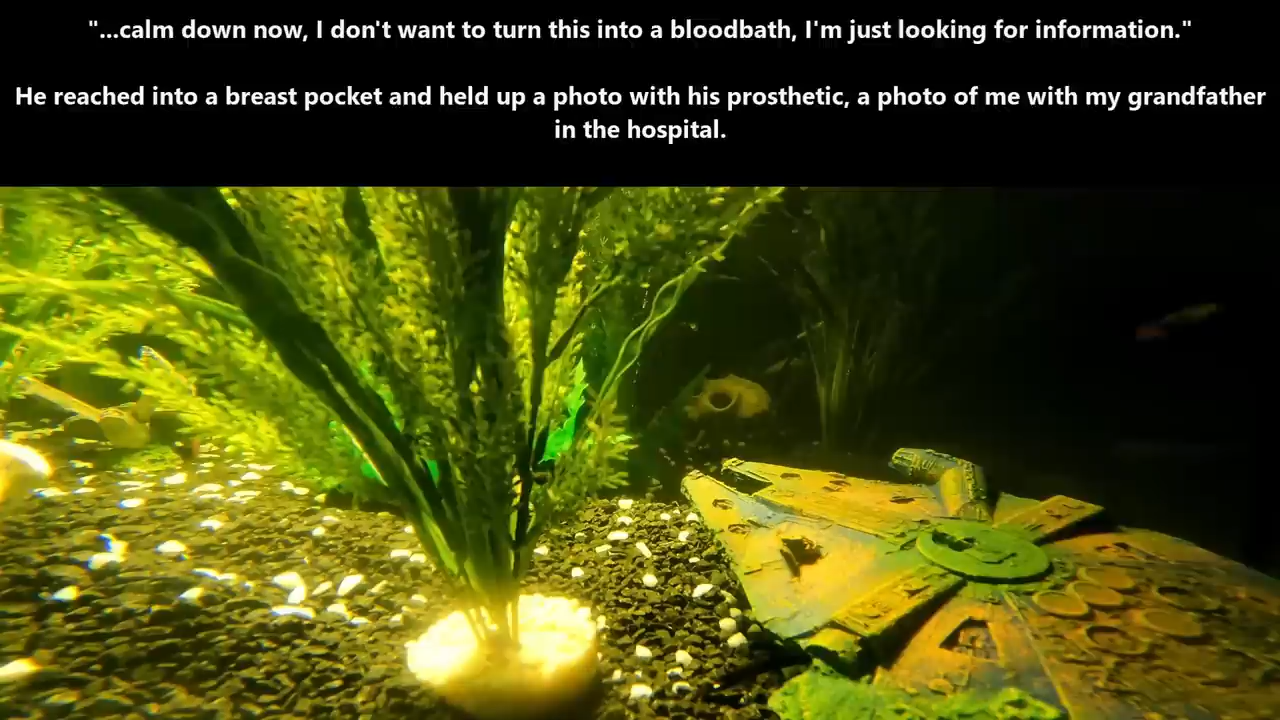 "...calm down now, I don't want to turn this into a bloodbath, I'm just looking for information."
He reached into a breast pocket and held up a photo with his prosthetic, a photo of me with my grandfather
in the hospital.